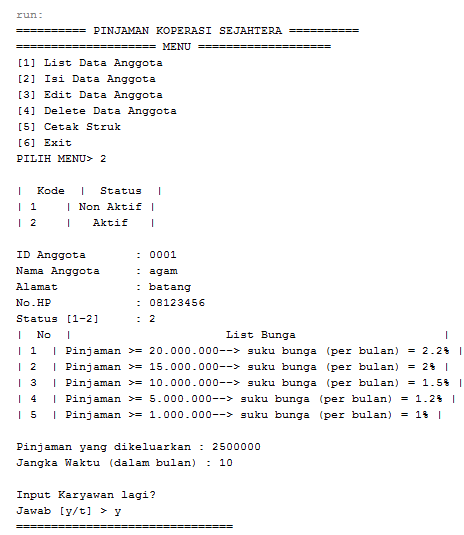 run:
========== PINJAMAN KOPERASI SEJAHTERA ==========
==================== MENU ===================
[1] List Data Anggota
[2] Isi Data Anggota
[3] Edit Data Anggota
[4] Delete Data Anggota
[5] Cetak Struk
[6] Exit
PILIH MENU> 2
|  Kode  |  Status  |
| 1    | Non Aktif |
| 2    |   Aktif   |
ID Anggota       : 0001
Nama Anggota     : agam
Alamat           : batang
No.HP            : 08123456
Status [1-2]     : 2
|  No  |                       List Bunga                      |
| 1  | Pinjaman >= 20.000.000--> suku bunga (per bulan) = 2.2% |
| 2  | Pinjaman >= 15.000.000--> suku bunga (per bulan) = 2% |
| 3  | Pinjaman >= 10.000.000--> suku bunga (per bulan) = 1.5% |
| 4  | Pinjaman >= 5.000.000--> suku bunga (per bulan) = 1.2% |
| 5  | Pinjaman >= 1.000.000--> suku bunga (per bulan) = 1% |
Pinjaman yang dikeluarkan : 2500000
Jangka Waktu (dalam bulan) : 10
Input Karyawan lagi?
Jawab [y/t] > y
===============================